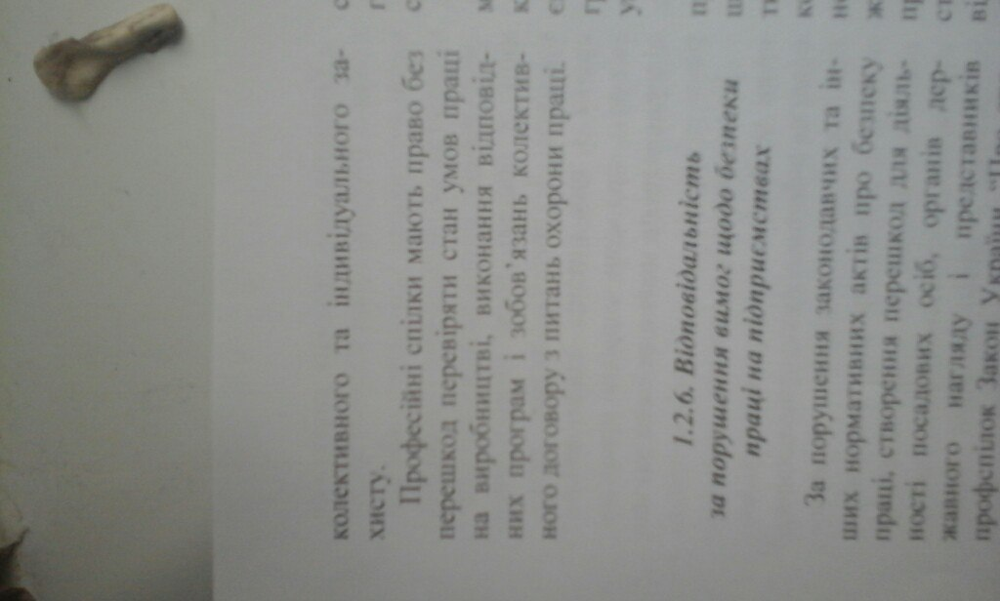 колективного та індивідуального за-
хисту.
Професійні спілки мають право без
перешкод перевіряти стан умов праці
на виробництві, виконання відповід-
них програм і зобов'язань колектив-
ного договору з питань охорони праці.
1.2.6. Відповідальність
за порушення вимог щодо безпеки
праці на підприємствах
За порушення законодавчих та ін-
ших нормативних актів про безпеку
праці, створення перешкод для діяль-
ності посадових осіб, органів дер-
жавного нагляду і представників
профспілок Закон України "Про